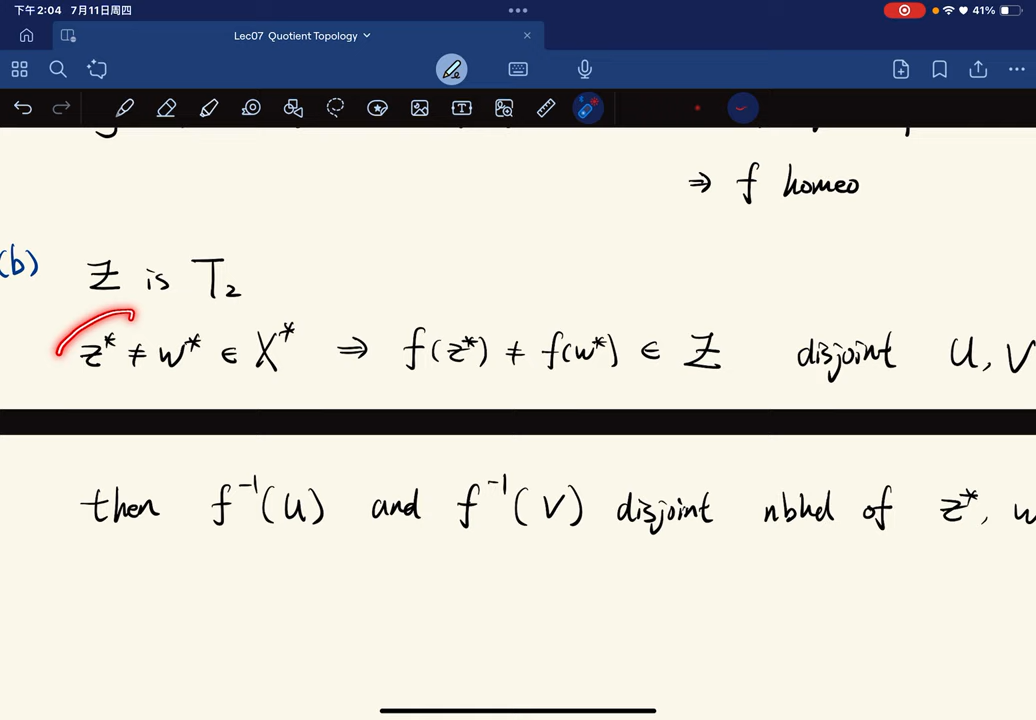 下午 2:04 7月11日周四
41%
Lec07 Quotient Topology
⇒ f homeo
(b) Z is T₂
z* ≠ w* ∈ X* ⇒ f(z*) ≠ f(w*) ∈ Z disjoint U, V
then f⁻¹(U) and f⁻¹(V) disjoint nbhd of z*, w